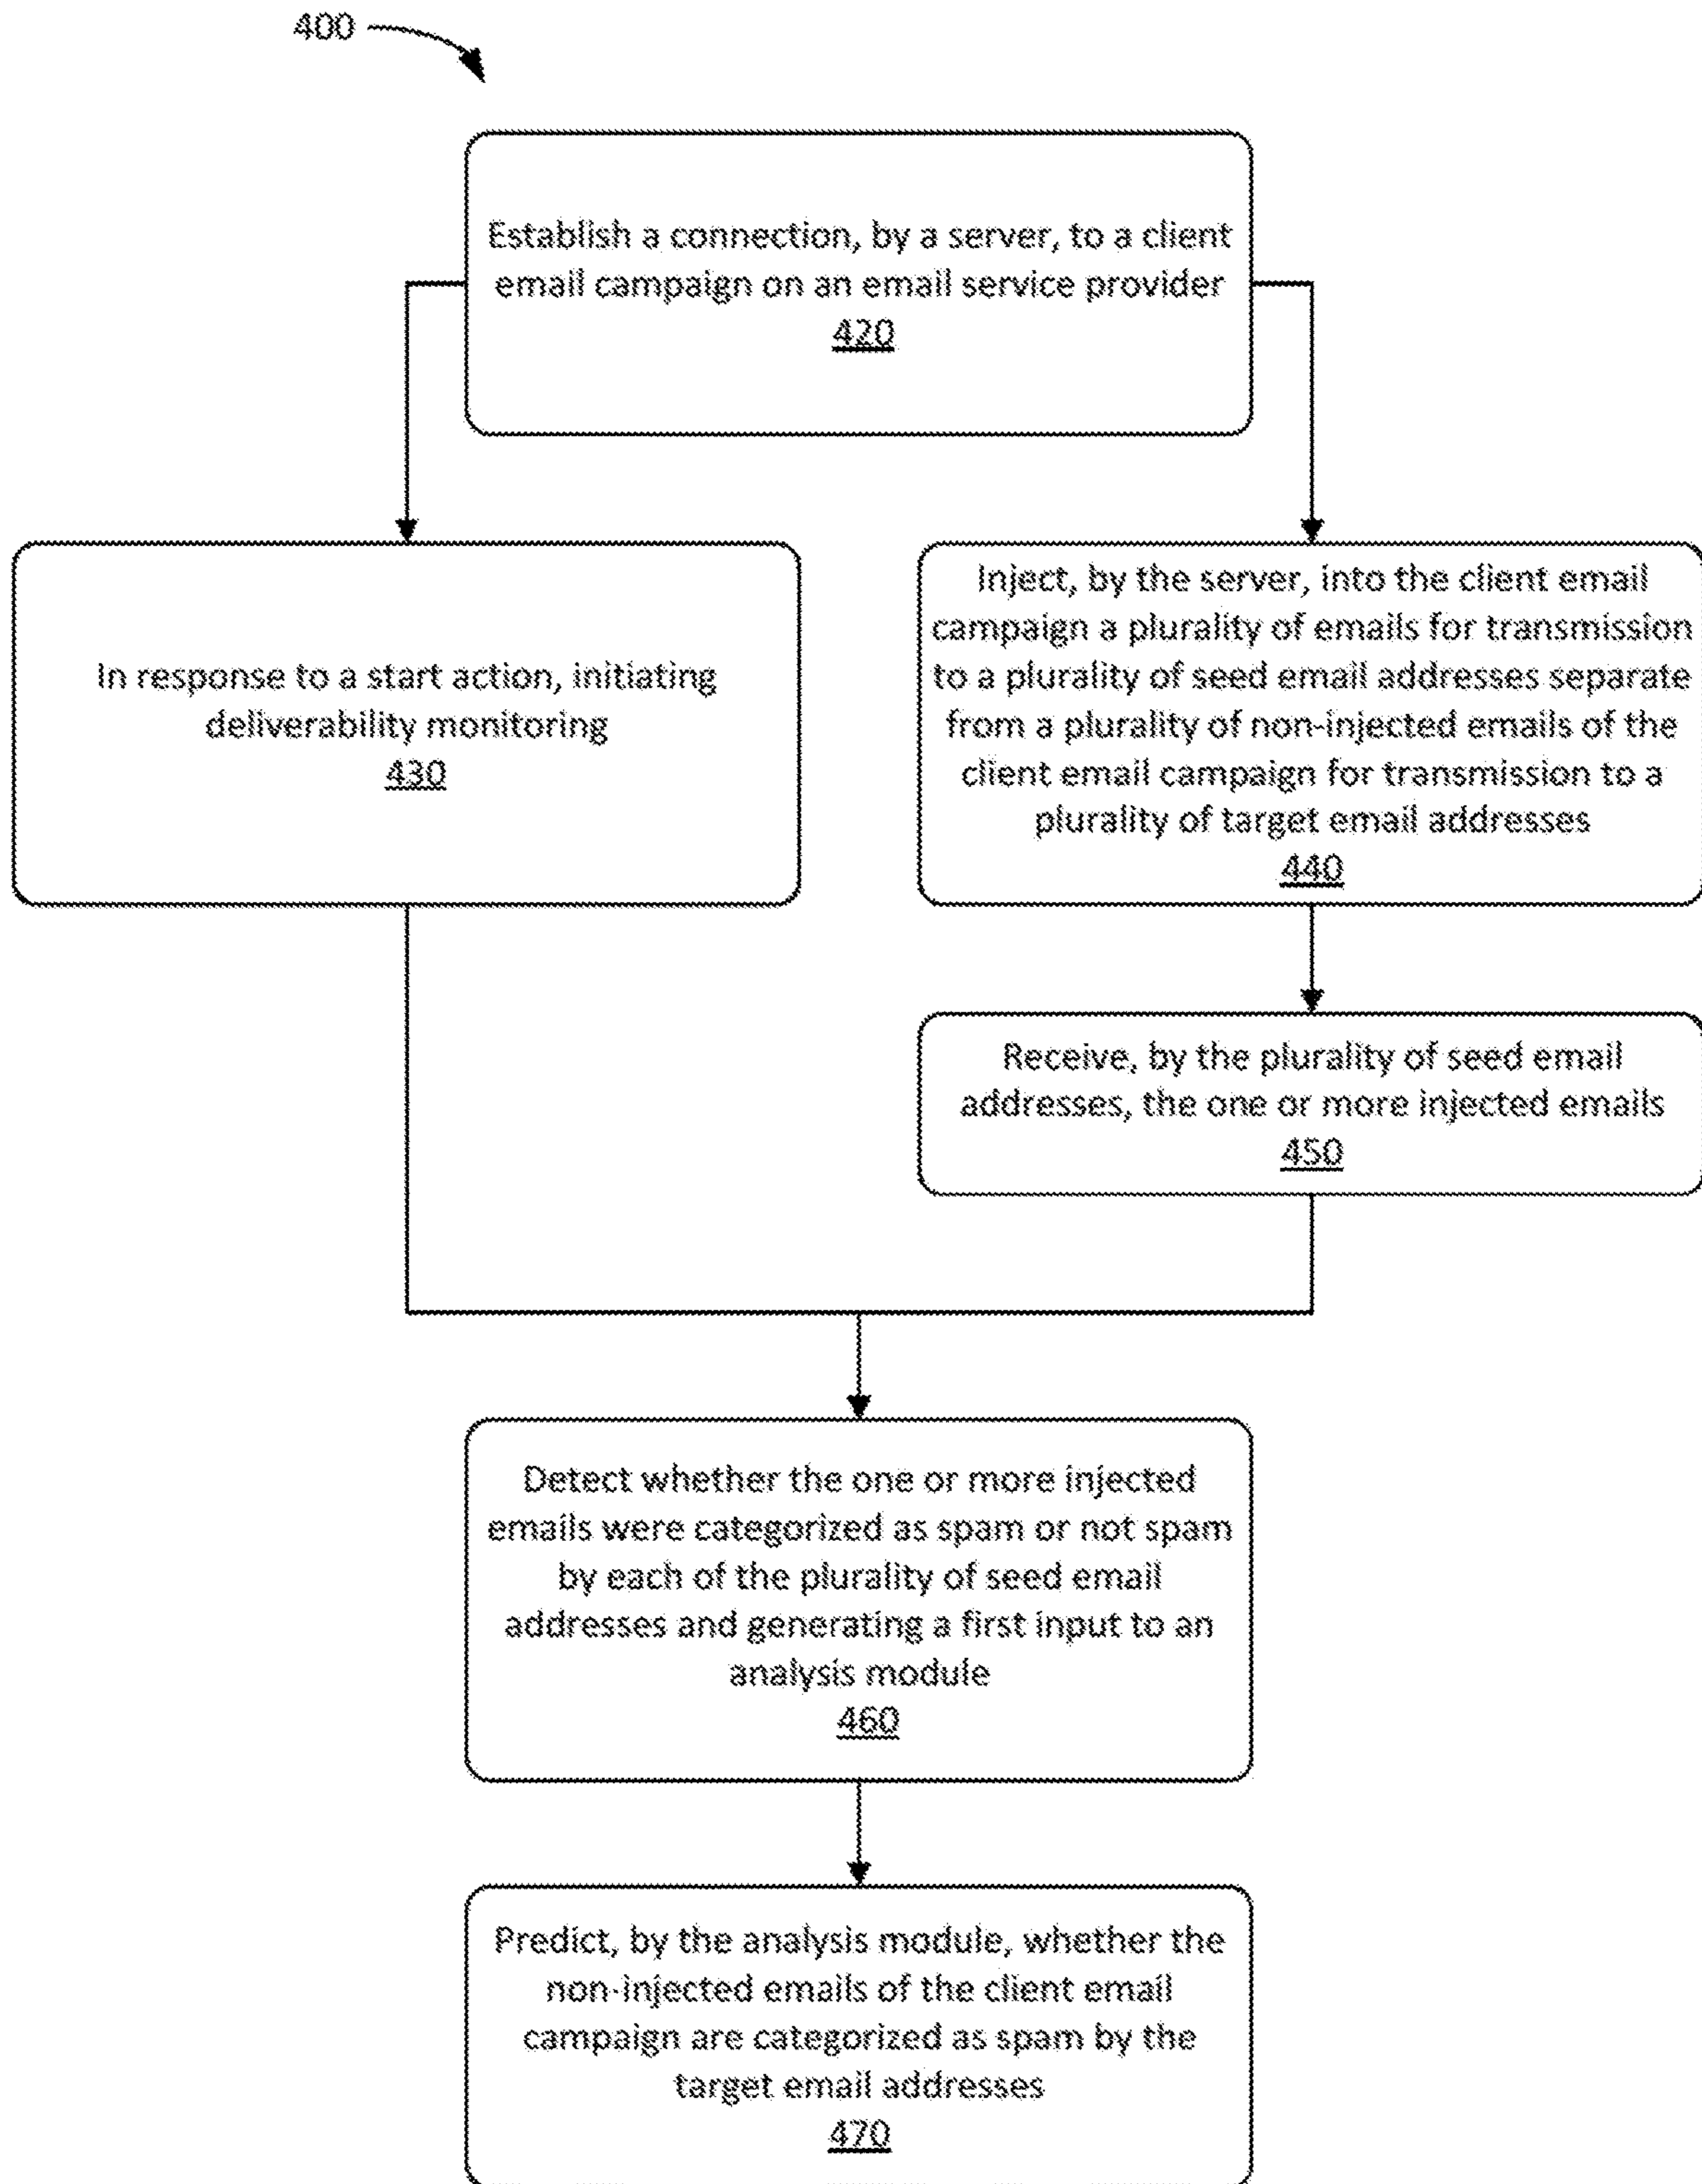 400
Establish a connection, by a server, to a client
email campaign on an email service provider
420
In response to a start action, initiating
deliverability monitoring
430
Inject, by the server, into the client email
campaign a plurality of emails for transmission
to a plurality of seed email addresses separate
from a plurality of non-injected emails of the
client email campaign for transmission to a
plurality of target email addresses
440
Receive, by the plurality of seed email
addresses, the one or more injected emails
450
Detect whether the one or more injected
emails were categorized as spam or not spam
by each of the plurality of seed email
addresses and generating a first input to an
analysis module
460
Predict, by the analysis module, whether the
non-injected emails of the client email
campaign are categorized as spam by the
target email addresses
470